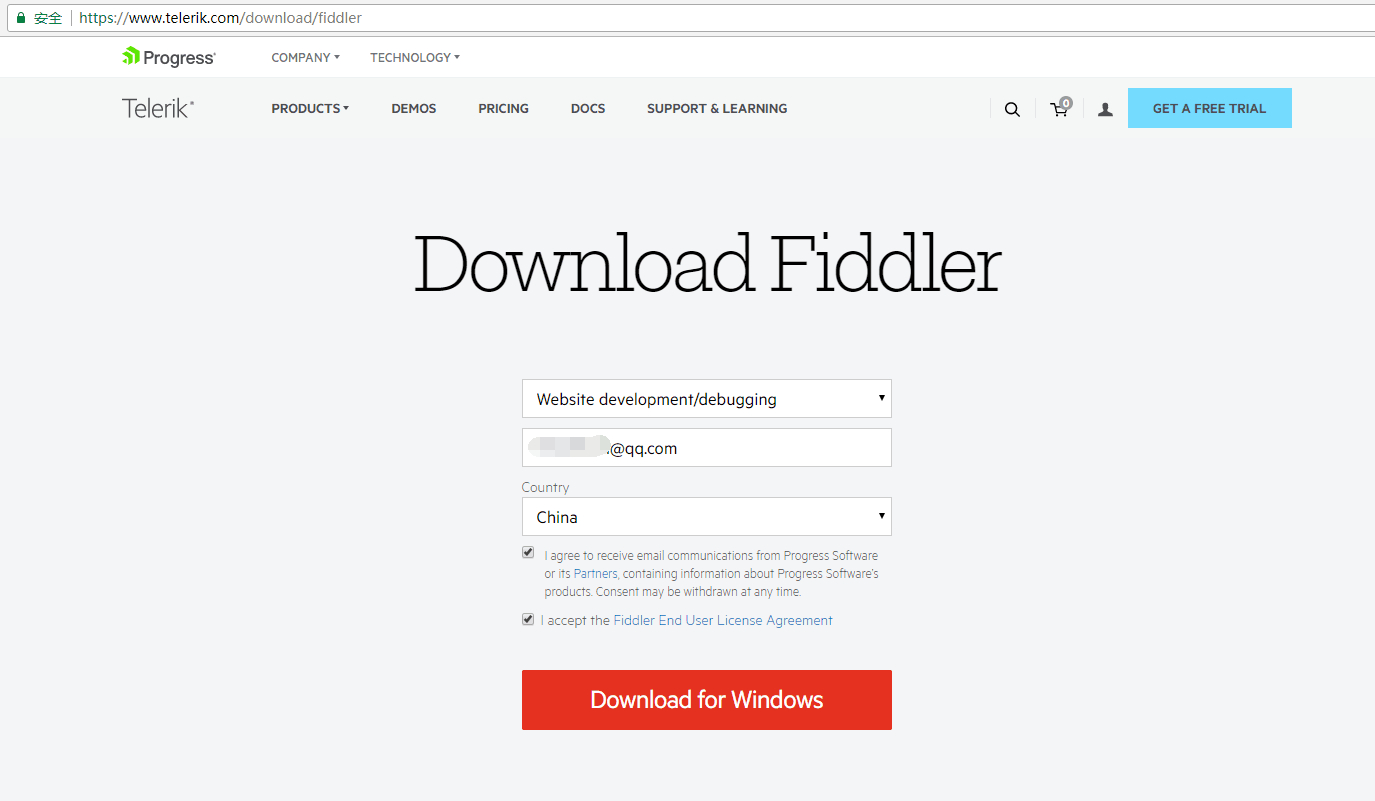 安全 https://www.telerik.com/download/fiddler
Progress® COMPANY TECHNOLOGY
Telerik® PRODUCTS DEMOS PRICING DOCS SUPPORT & LEARNING 0 GET A FREE TRIAL
Download Fiddler
Website development/debugging
@qq.com
Country
China
I agree to receive email communications from Progress Software
or its Partners, containing information about Progress Software's
products. Consent may be withdrawn at any time.
I accept the Fiddler End User License Agreement
Download for Windows